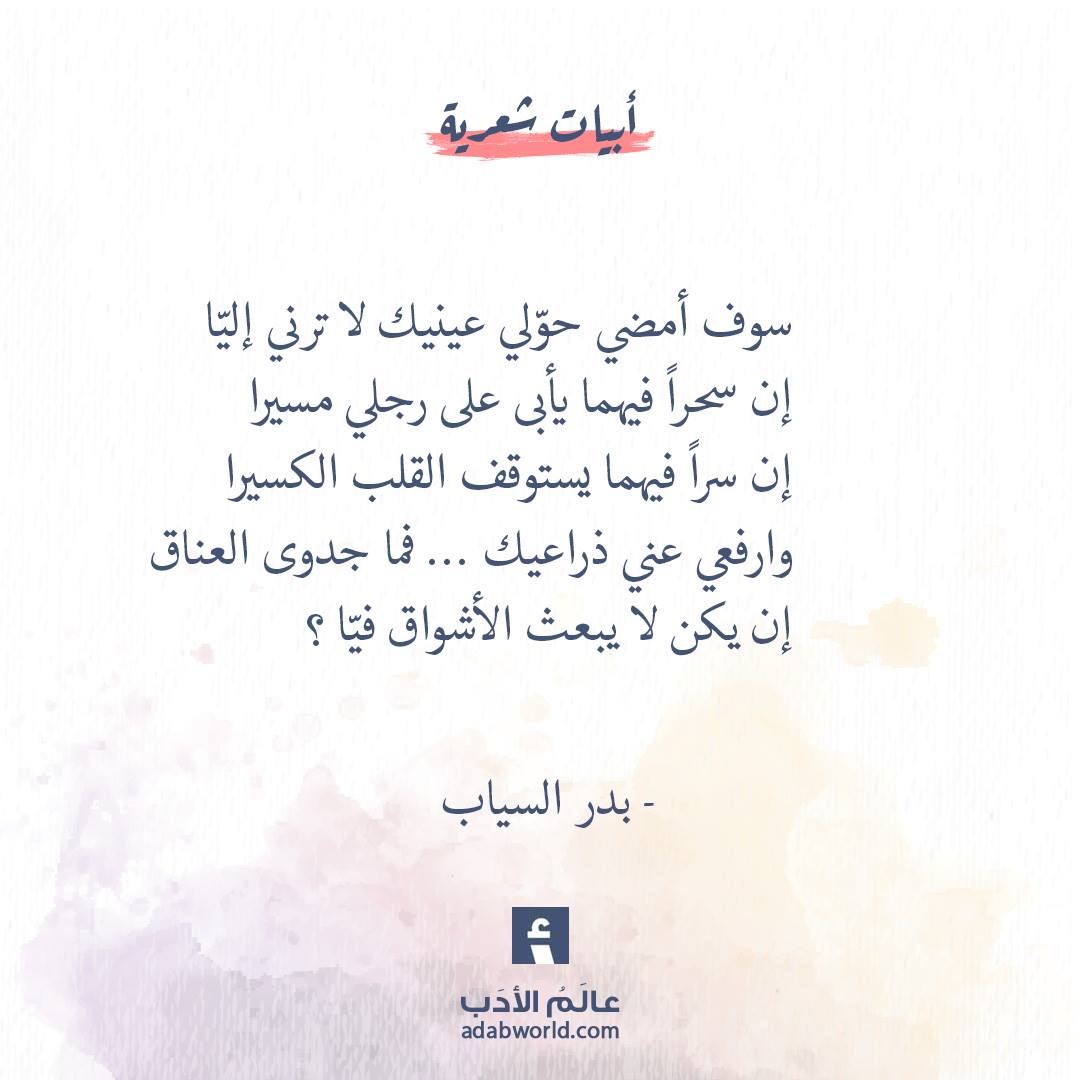 أبيات شعرية
سوف أمضي حوّلي عينيك لا ترني إليّا
إن سحراً فيهما يأبى على رجلي مسيرا
إن سراً فيهما يستوقف القلب الكسيرا
وارفعي عني ذراعيك ... فما جدوى العناق
إن يكن لا يبعث الأشواق فيّا ؟
- بدر السياب
أ
عالَمُ الأدَب
adabworld.com